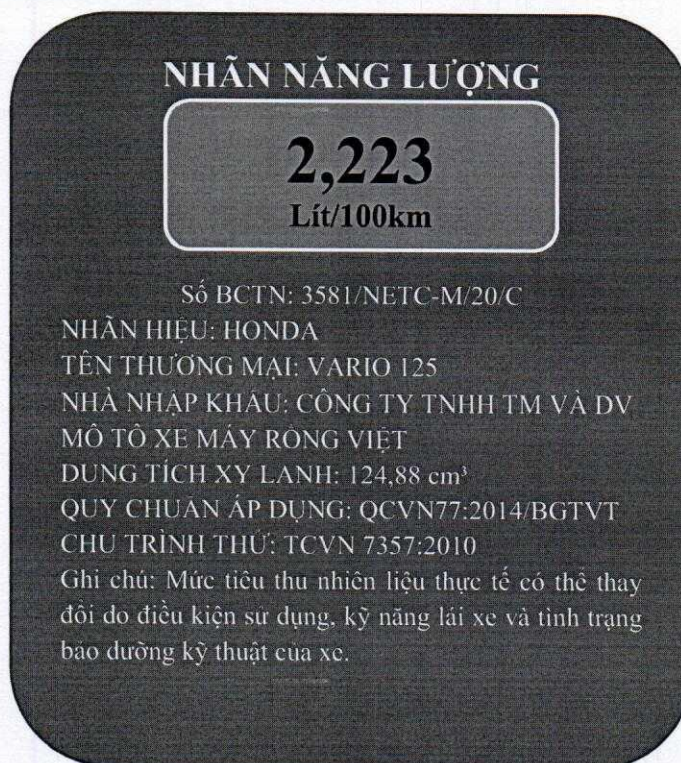 NHÃN NĂNG LƯỢNG
2,223
Lít/100km
Số BCTN: 3581/NETC-M/20/C
NHÃN HIỆU: HONDA
TÊN THƯƠNG MẠI: VARIO 125
NHÀ NHẬP KHẨU: CÔNG TY TNHH TM VÀ DV
MÔ TÔ XE MÁY RỒNG VIỆT
DUNG TÍCH XY LANH: 124,88 cm³
QUY CHUẨN ÁP DỤNG: QCVN77:2014/BGTVT
CHU TRÌNH THỬ: TCVN 7357:2010
Ghi chú: Mức tiêu thu nhiên liệu thực tế có thể thay
đổi do điều kiện sử dụng, kỹ năng lái xe và tình trạng
bảo dưỡng kỹ thuật của xe.